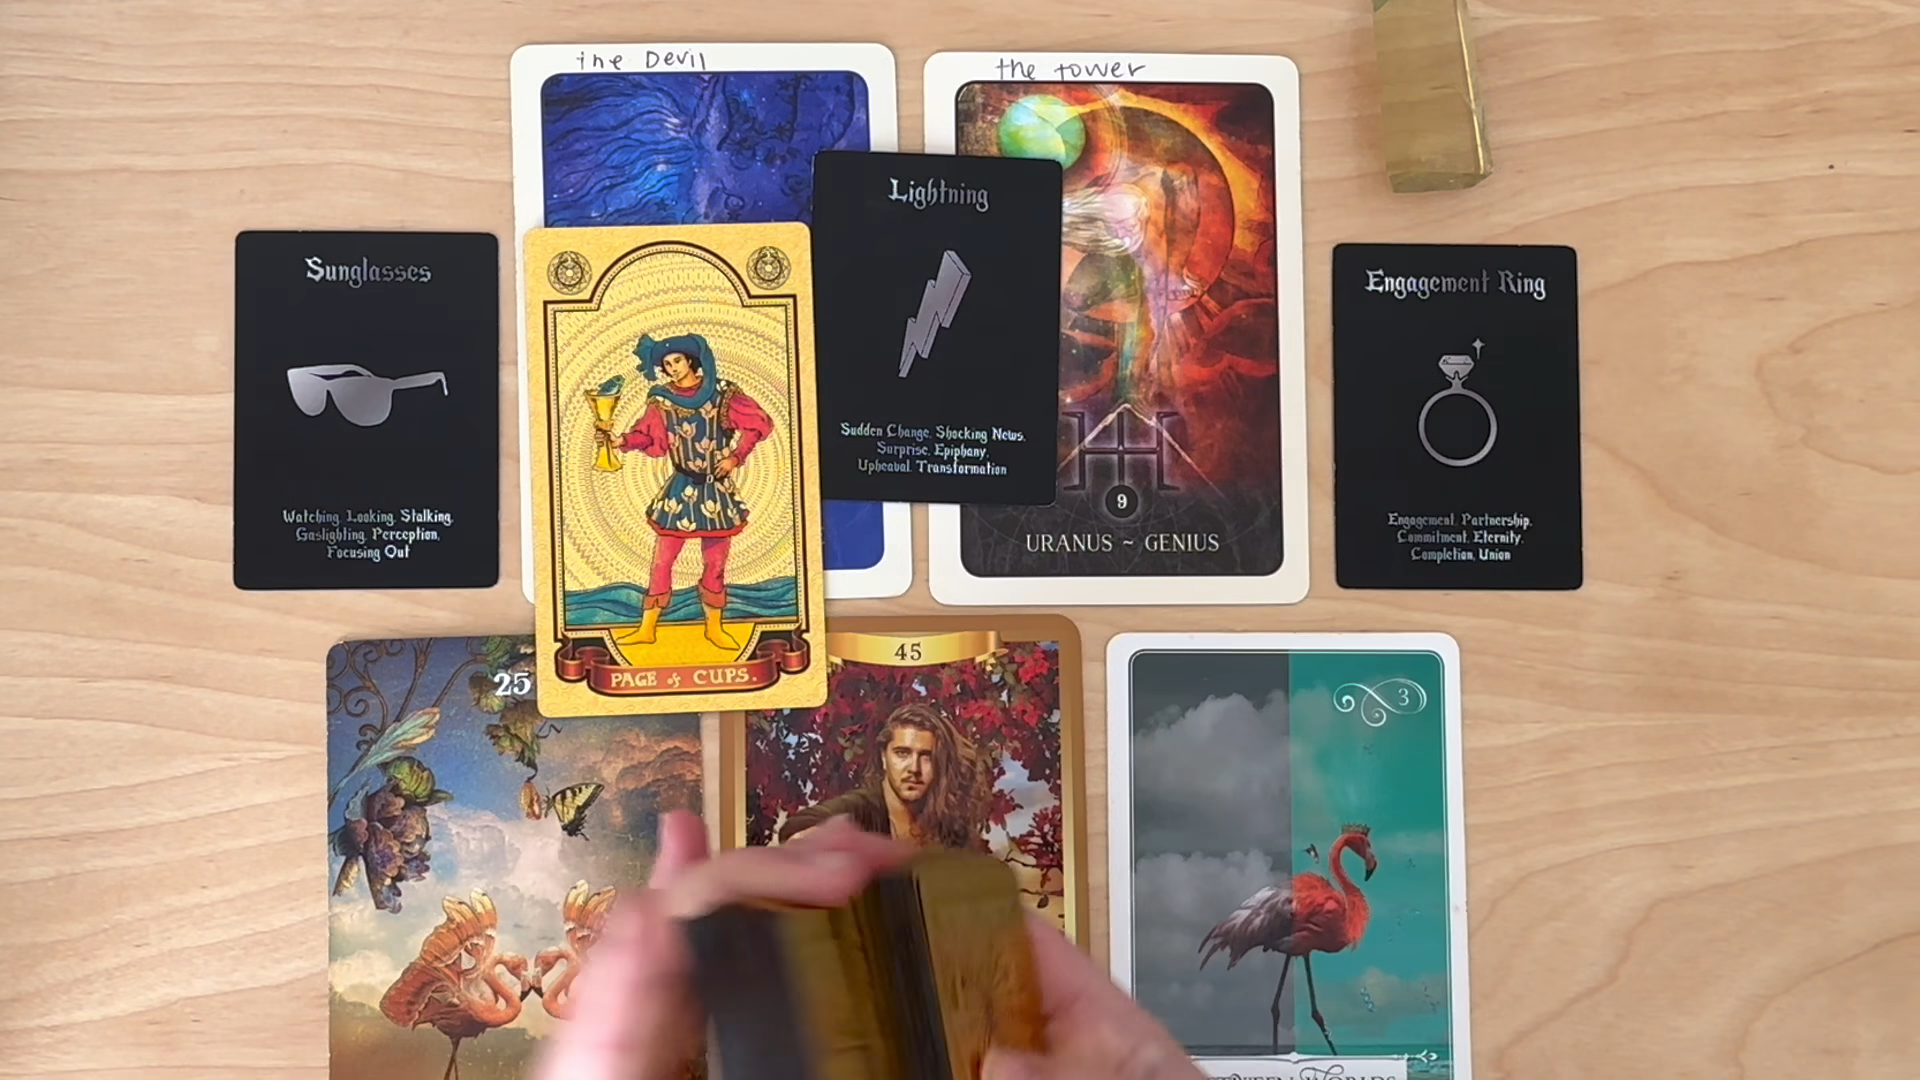 the Devil
the tower
Lightning
Sudden Change, Shocking News,
Surprise, Epiphany,
Upheaval, Transformation
Sunglasses
Watching, Looking, Stalking,
Gaslighting, Perception,
Focusing Out
Engagement Ring
Engagement, Partnership,
Commitment, Eternity,
Completion, Union
9
URANUS ~ GENIUS
PAGE of CUPS.
25
45
3
BETWEEN WORLDS